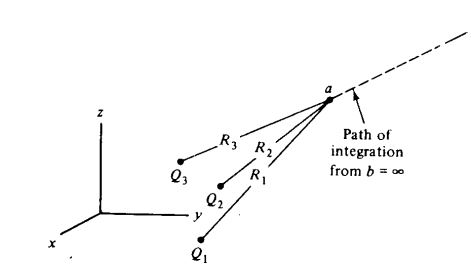 a
z
Path of
integration
from b = ∞
R₃
R₂
Q₃
R₁
Q₂
y
x
Q₁